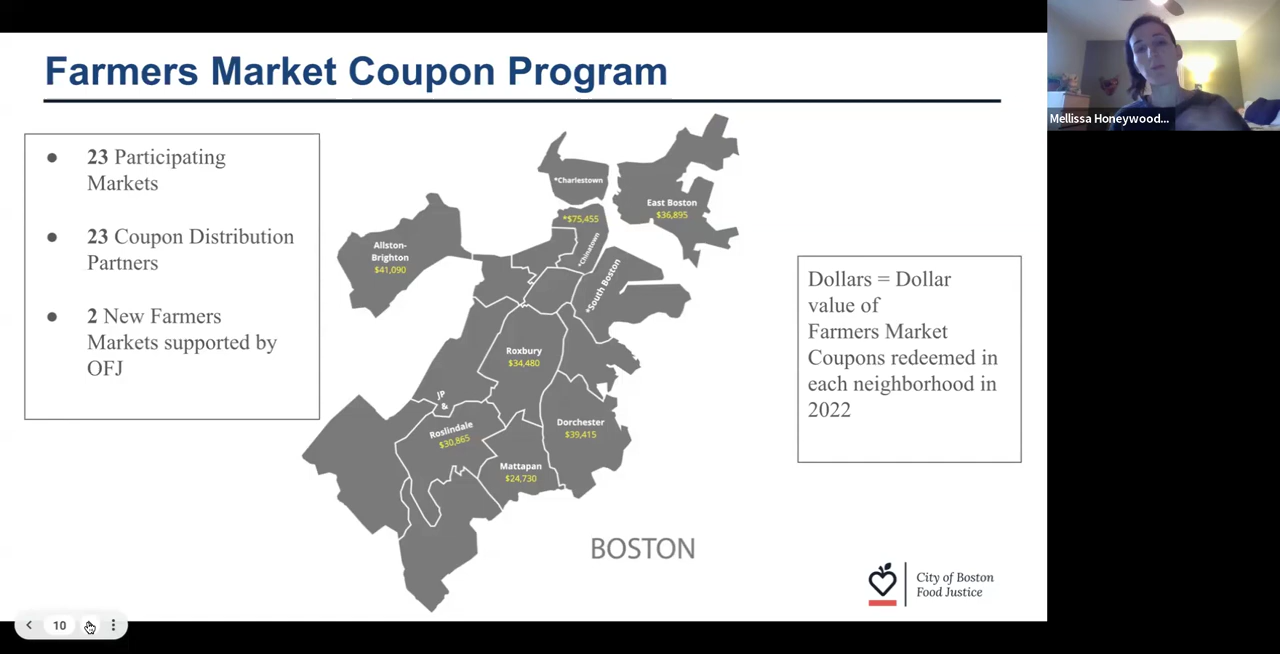 Farmers Market Coupon Program
● 23 Participating
Markets
● 23 Coupon Distribution
Partners
● 2 New Farmers
Markets supported by
OFJ
*Charlestown
East Boston
$36,895
*$75,455
*Chinatown
Allston-
Brighton
$41,090
*South Boston
Roxbury
$34,480
JP
&
Roslindale
$30,865
Dorchester
$39,415
Mattapan
$24,730
BOSTON
Dollars = Dollar
value of
Farmers Market
Coupons redeemed in
each neighborhood in
2022
City of Boston
Food Justice
10
Mellissa Honeywood...